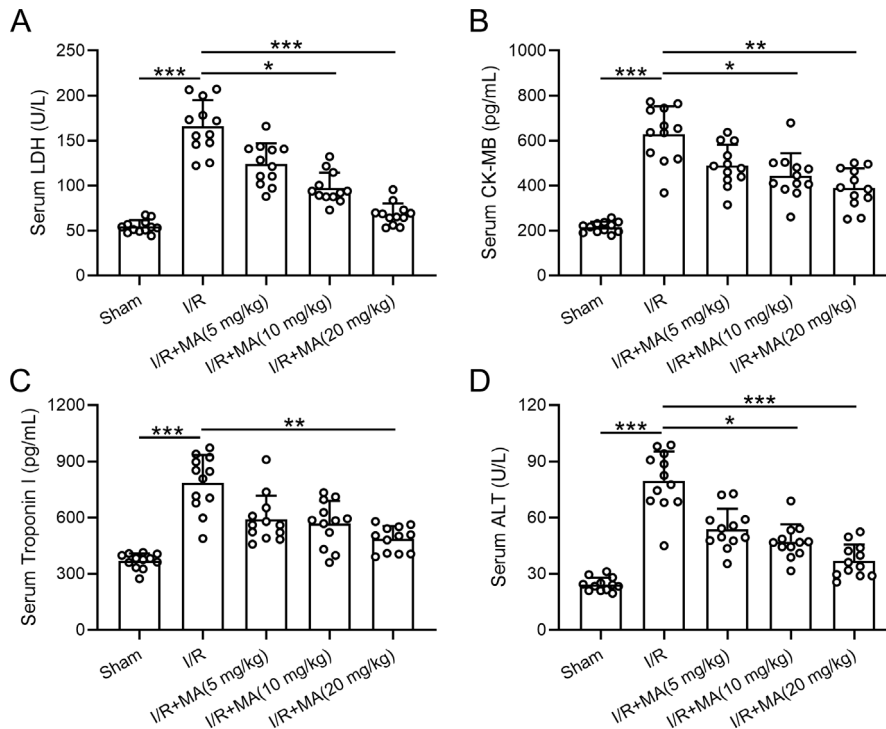 A
Serum LDH (U/L)
250
200
150
100
50
0
***
***
*
Sham
I/R
I/R+MA(5 mg/kg)
I/R+MA(10 mg/kg)
I/R+MA(20 mg/kg)
B
Serum CK-MB (pg/mL)
1000
800
600
400
200
0
**
***
*
Sham
I/R
I/R+MA(5 mg/kg)
I/R+MA(10 mg/kg)
I/R+MA(20 mg/kg)
C
Serum Troponin I (pg/mL)
1200
900
600
300
0
***
**
Sham
I/R
I/R+MA(5 mg/kg)
I/R+MA(10 mg/kg)
I/R+MA(20 mg/kg)
D
Serum ALT (U/L)
120
90
60
30
0
***
***
*
Sham
I/R
I/R+MA(5 mg/kg)
I/R+MA(10 mg/kg)
I/R+MA(20 mg/kg)